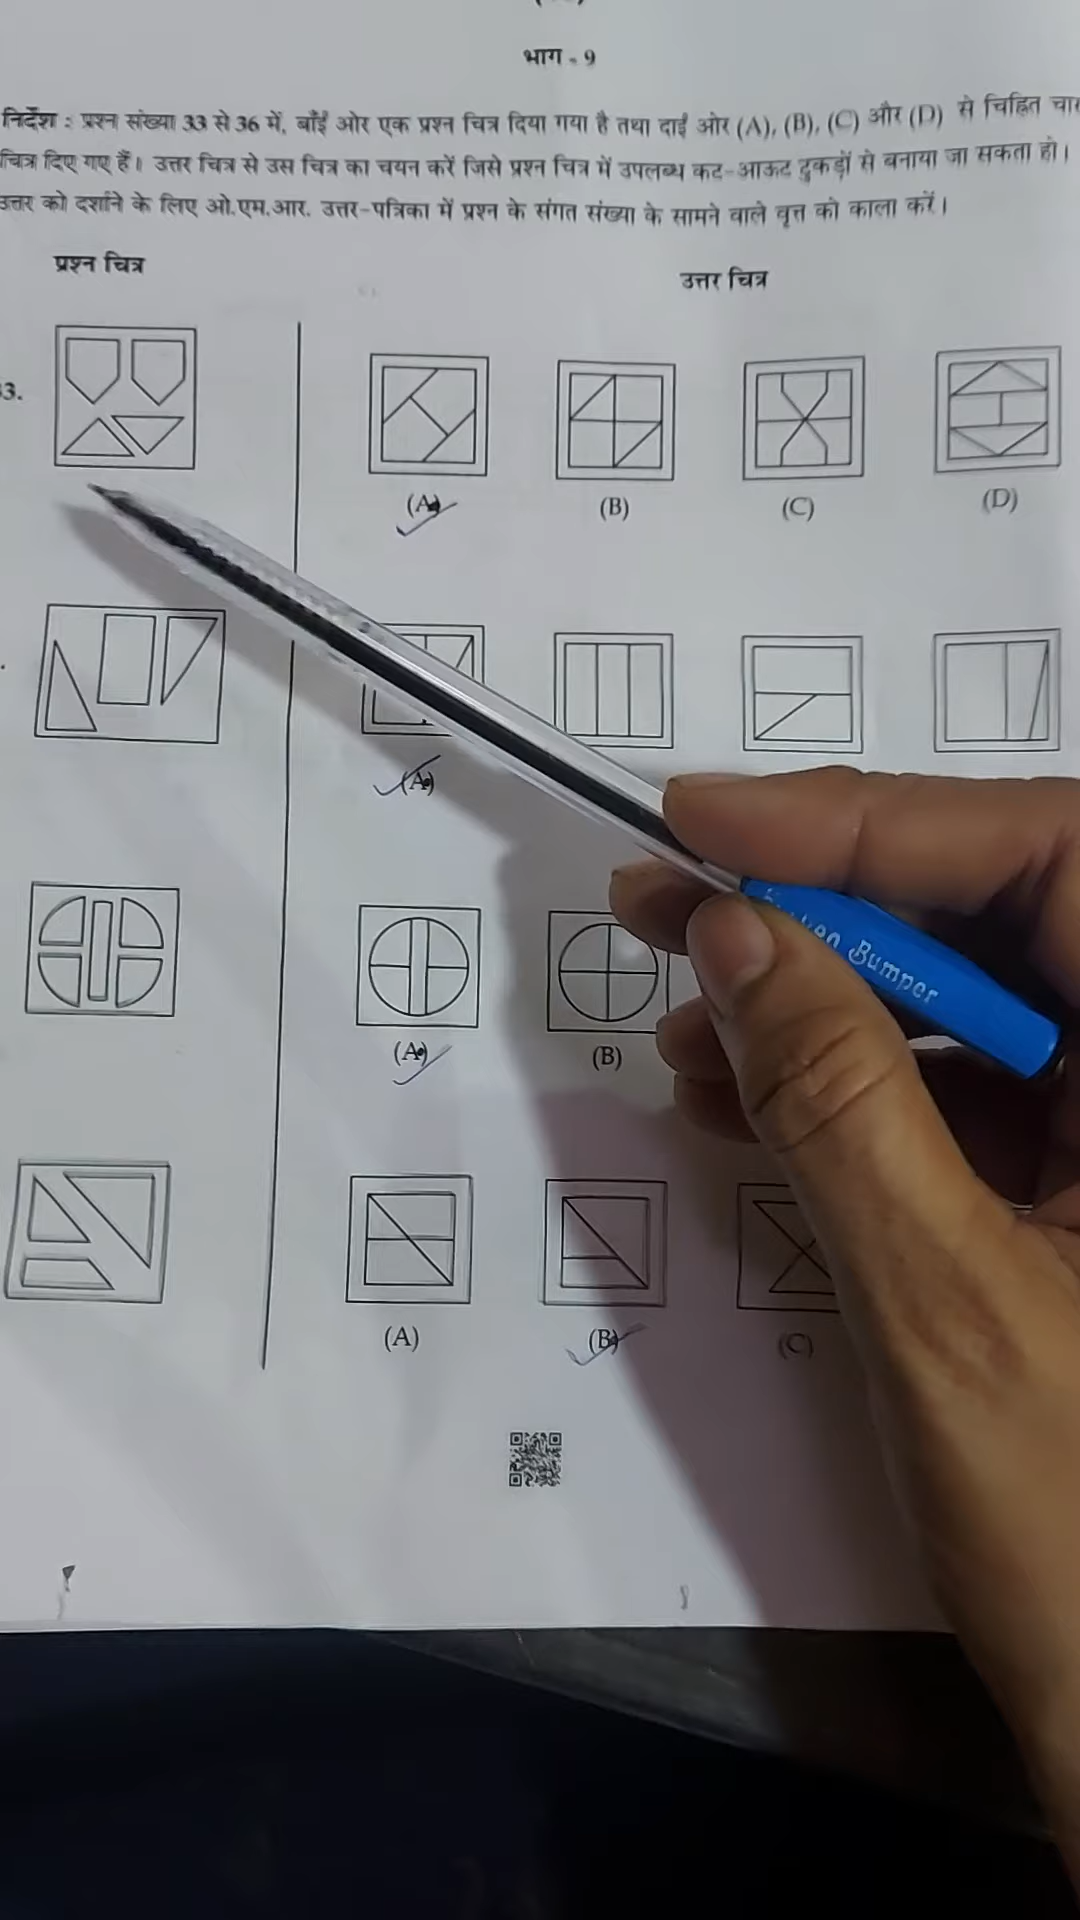 भाग - 9
निर्देश : प्रश्न संख्या 33 से 36 में, बाँईं ओर एक प्रश्न चित्र दिया गया है तथा दाईं ओर (A), (B), (C) और (D) से चिह्नित चार
चित्र दिए गए हैं। उत्तर चित्र से उस चित्र का चयन करें जिसे प्रश्न चित्र में उपलब्ध कट-आऊट टुकड़ों से बनाया जा सकता हो।
उत्तर को दर्शाने के लिए ओ.एम.आर. उत्तर-पत्रिका में प्रश्न के संगत संख्या के सामने वाले वृत्त को काला करें।
प्रश्न चित्र
उत्तर चित्र
3.
(A) (B) (C) (D)
(A)
(A) (B)
(A) (B) (C)
Bumper